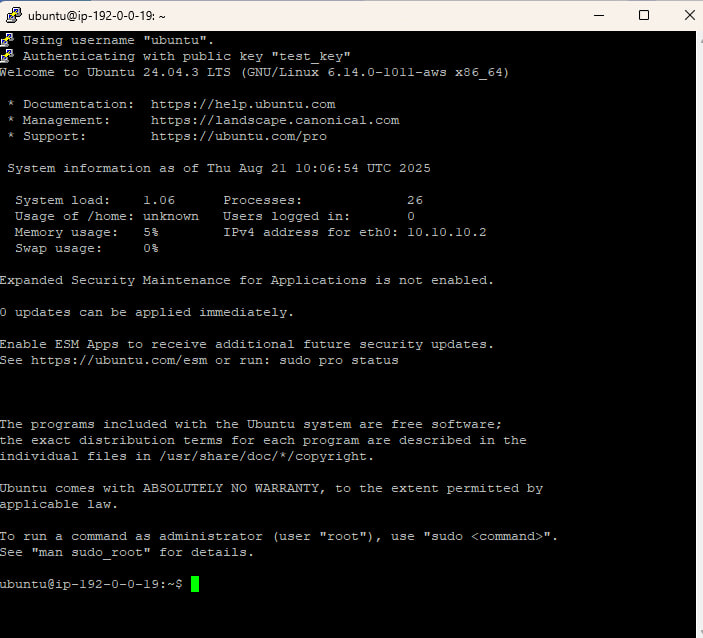 ubuntu@ip-192-0-0-19: ~
Using username "ubuntu".
Authenticating with public key "test_key"
Welcome to Ubuntu 24.04.3 LTS (GNU/Linux 6.14.0-1011-aws x86_64)
* Documentation:  https://help.ubuntu.com
* Management:     https://landscape.canonical.com
* Support:        https://ubuntu.com/pro
System information as of Thu Aug 21 10:06:54 UTC 2025
System load:    1.06      Processes:             26
Usage of /home: unknown   Users logged in:       0
Memory usage:   5%        IPv4 address for eth0: 10.10.10.2
Swap usage:     0%
Expanded Security Maintenance for Applications is not enabled.
0 updates can be applied immediately.
Enable ESM Apps to receive additional future security updates.
See https://ubuntu.com/esm or run: sudo pro status
The programs included with the Ubuntu system are free software;
the exact distribution terms for each program are described in the
individual files in /usr/share/doc/*/copyright.
Ubuntu comes with ABSOLUTELY NO WARRANTY, to the extent permitted by
applicable law.
To run a command as administrator (user "root"), use "sudo <command>".
See "man sudo_root" for details.
ubuntu@ip-192-0-0-19:~$